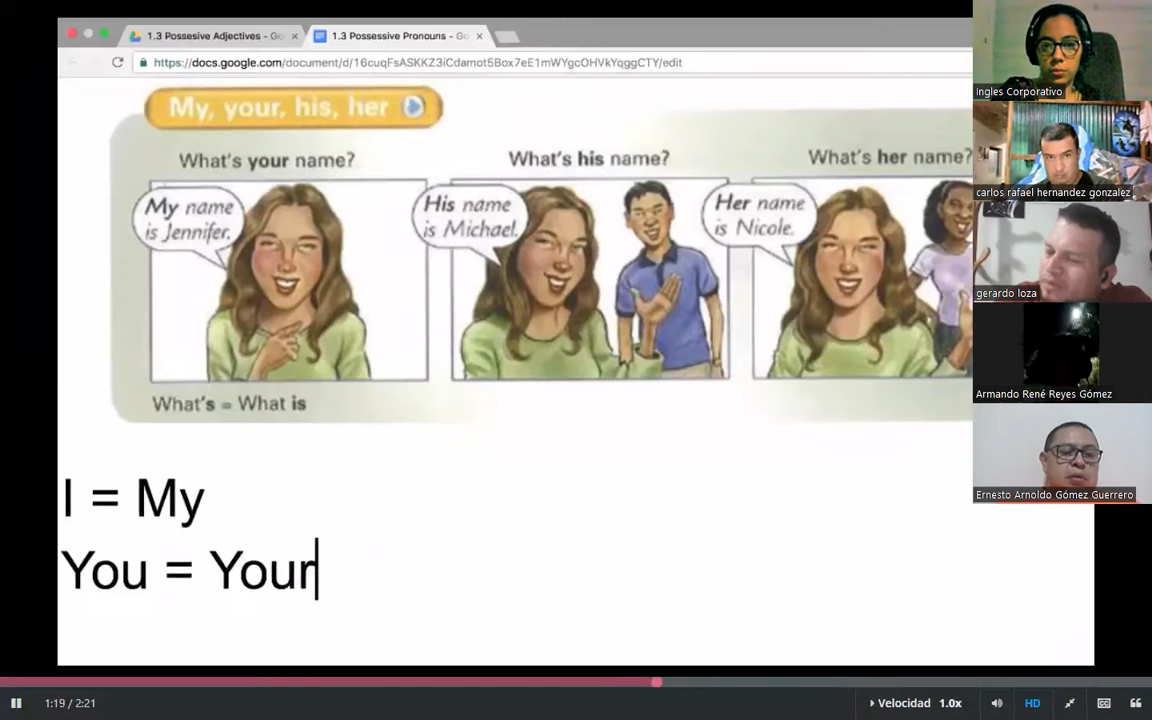 1.3 Possesive Adjectives - Go
1.3 Possessive Pronouns - Go
https://docs.google.com/document/d/16cuqFsASKKZ3iCdamot5Box7eE1mWYgcOHVkYqggCTY/edit
My, your, his, her
What's your name?
What's his name?
What's her name?
My name
is Jennifer.
His name
is Michael.
Her name
is Nicole.
What's = What is
I = My
You = Your
Ingles Corporativo
carlos rafael hernandez gonzalez
gerardo loza
Armando René Reyes Gómez
Ernesto Arnoldo Gómez Guerrero
1:19 / 2:21
Velocidad 1.0x
HD